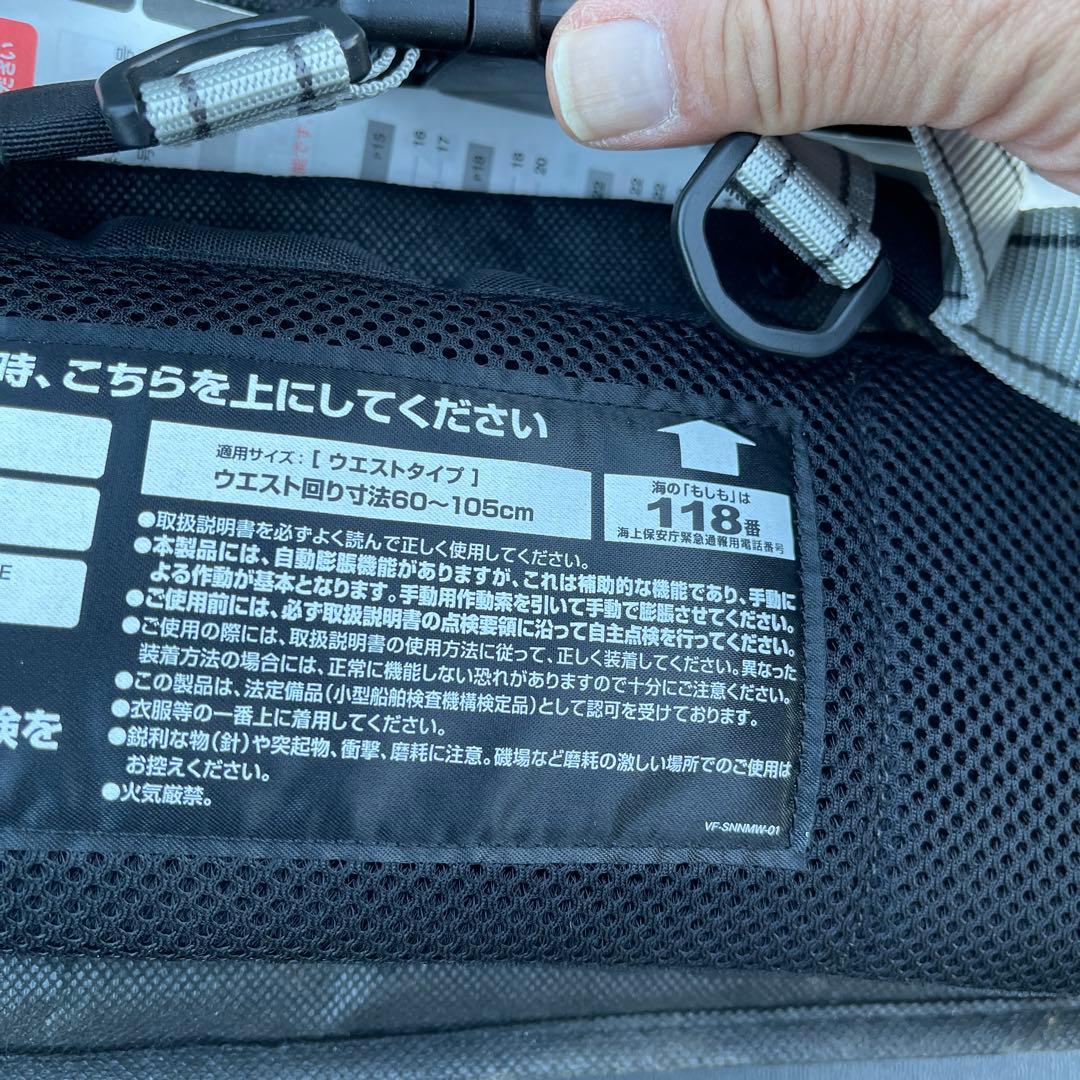 15
16
17
18
18
20
22
22
時、こちらを上にしてください
適用サイズ:[ ウエストタイプ ]
ウエスト回り寸法60〜105cm
海の「もしも」は
118番
海上保安庁緊急通報用電話番号
●取扱説明書を必ずよく読んで正しく使用してください。
●本製品には、自動膨脹機能がありますが、これは補助的な機能であり、手動に
よる作動が基本となります。手動用作動索を引いて手動で膨脹させてください。
●ご使用前には、必ず取扱説明書の点検要領に沿って自主点検を行ってください。
●ご使用の際には、取扱説明書の使用方法に従って、正しく装着してください。異なった
装着方法の場合には、正常に機能しない恐れがありますので十分にご注意ください。
●この製品は、法定備品(小型船舶検査機構検定品)として認可を受けております。
●衣服等の一番上に着用してください。
●鋭利な物(針)や突起物、衝撃、磨耗に注意。磯場など磨耗の激しい場所でのご使用は
お控えください。
●火気厳禁。
E
検を
VF-SNNMW-01